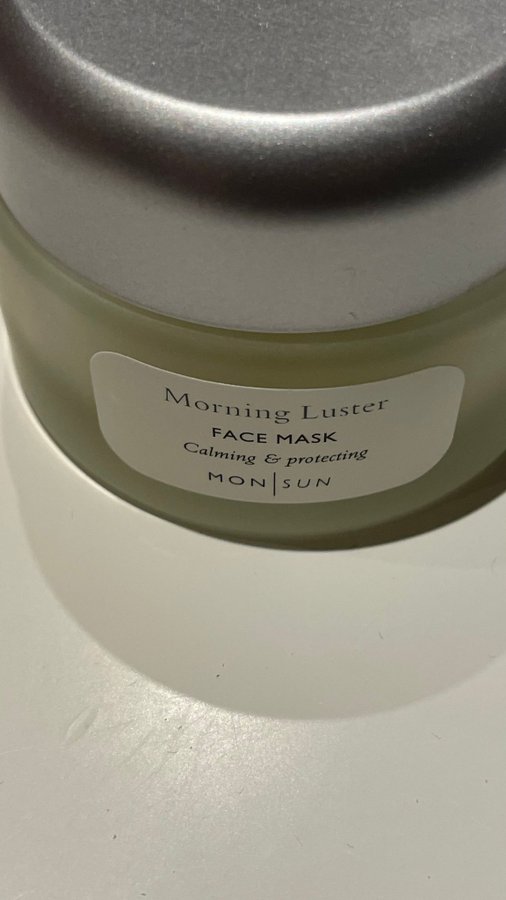 Morning Luster
FACE MASK
Calming & protecting
MON|SUN